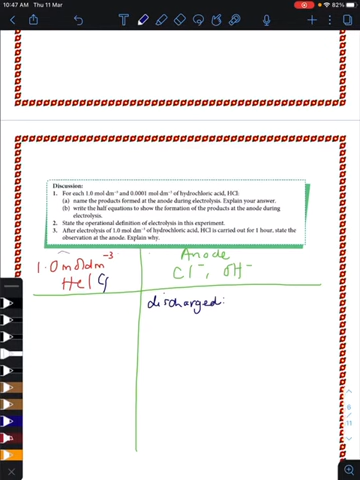 10:47 AM Thu 11 Mar
82%
Discussion:
1. For each 1.0 mol dm⁻³ and 0.0001 mol dm⁻³ of hydrochloric acid, HCl:
(a) name the products formed at the anode during electrolysis. Explain your answer.
(b) write the half equations to show the formation of the products at the anode during
electrolysis.
2. State the operational definition of electrolysis in this experiment.
3. After electrolysis of 1.0 mol dm⁻³ of hydrochloric acid, HCl is carried out for 1 hour, state the
observation at the anode. Explain why.
1.0 moldm⁻³
HCl
Anode
Cl⁻, OH⁻
discharged:
6
11